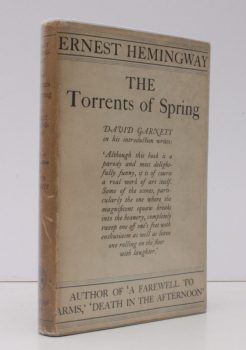 ERNEST HEMINGWAY
THE
Torrents of Spring
DAVID GARNETT
in his introduction writes:
'Although this book is a
parody and most delight-
fully funny, it is of course
a real work of art itself.
Some of the scenes, part-
icularly the one where the
magnificent squaw breaks
into the beanery, completely
sweep one off one's feet with
enthusiasm as well as leave
one rolling on the floor
with laughter.'
AUTHOR OF 'A FAREWELL TO
ARMS,' 'DEATH IN THE AFTERNOON'